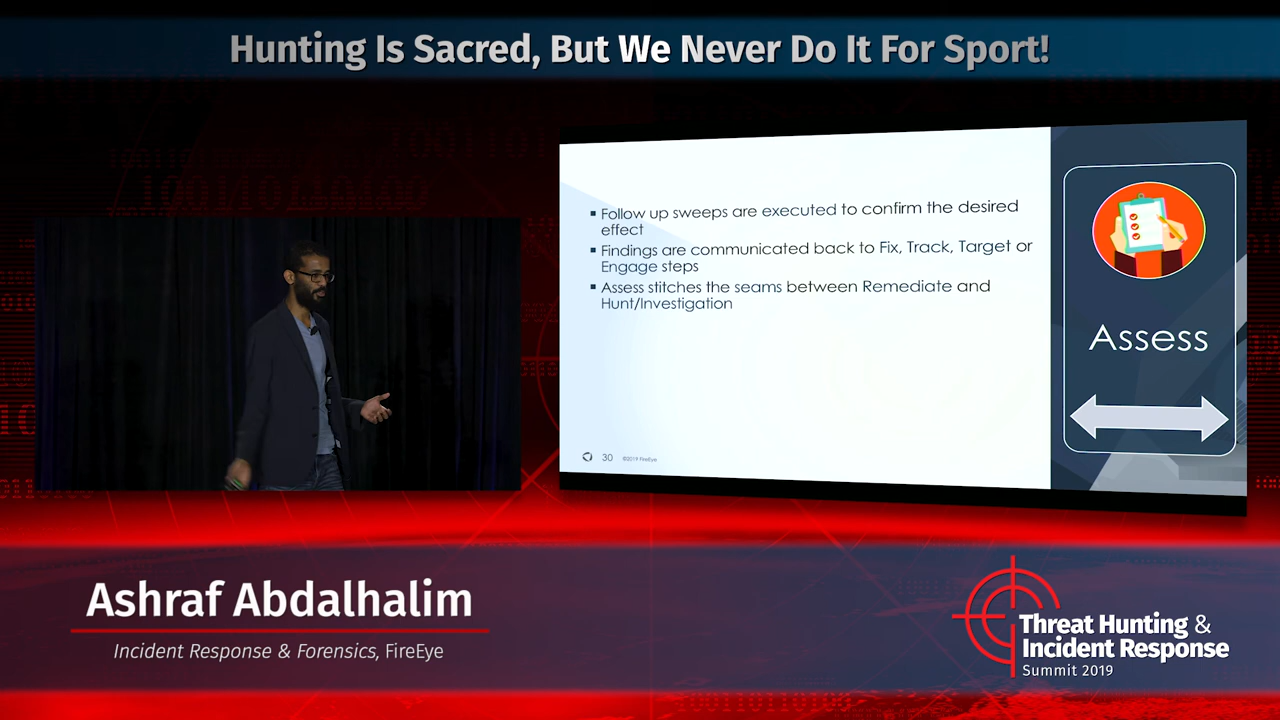 Hunting Is Sacred, But We Never Do It For Sport!
▪ Follow up sweeps are executed to confirm the desired
effect
▪ Findings are communicated back to Fix, Track, Target or
Engage steps
▪ Assess stitches the seams between Remediate and
Hunt/Investigation
Assess
30 ©2019 FireEye
Ashraf Abdalhalim
Incident Response & Forensics, FireEye
Threat Hunting &
Incident Response
Summit 2019